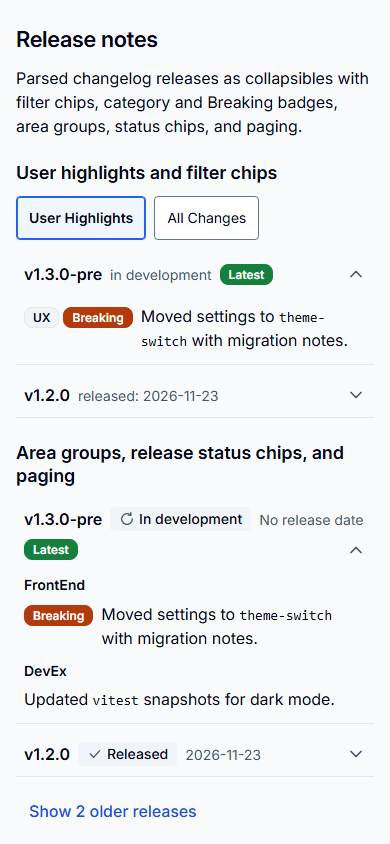 Release notes
Parsed changelog releases as collapsibles with
filter chips, category and Breaking badges,
area groups, status chips, and paging.
User highlights and filter chips
User Highlights All Changes
v1.3.0-pre in development Latest
UX Breaking Moved settings to theme-
switch with migration notes.
v1.2.0 released: 2026-11-23
Area groups, release status chips, and
paging
v1.3.0-pre In development No release date
Latest
FrontEnd
Breaking Moved settings to theme-switch
with migration notes.
DevEx
Updated vitest snapshots for dark mode.
v1.2.0 Released 2026-11-23
Show 2 older releases